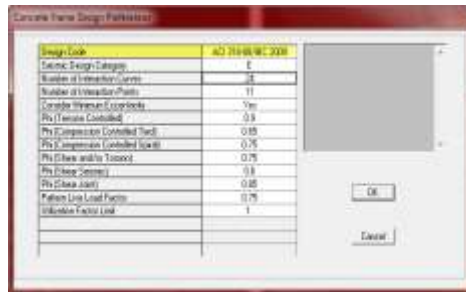 Concrete Frame Design Preferences
Design Code ACI 318-08/IBC 2009
Seismic Design Category E
Number of Interaction Curves 24
Number of Interaction Points 11
Consider Minimum Eccentricity Yes
Phi (Tension Controlled) 0.9
Phi (Compression Controlled Tied) 0.65
Phi (Compression Controlled Spiral) 0.75
Phi (Shear and/or Torsion) 0.75
Phi (Shear Seismic) 0.6
Phi (Shear Joint) 0.85
Pattern Live Load Factor 0.75
Utilization Factor Limit 1
OK
Cancel